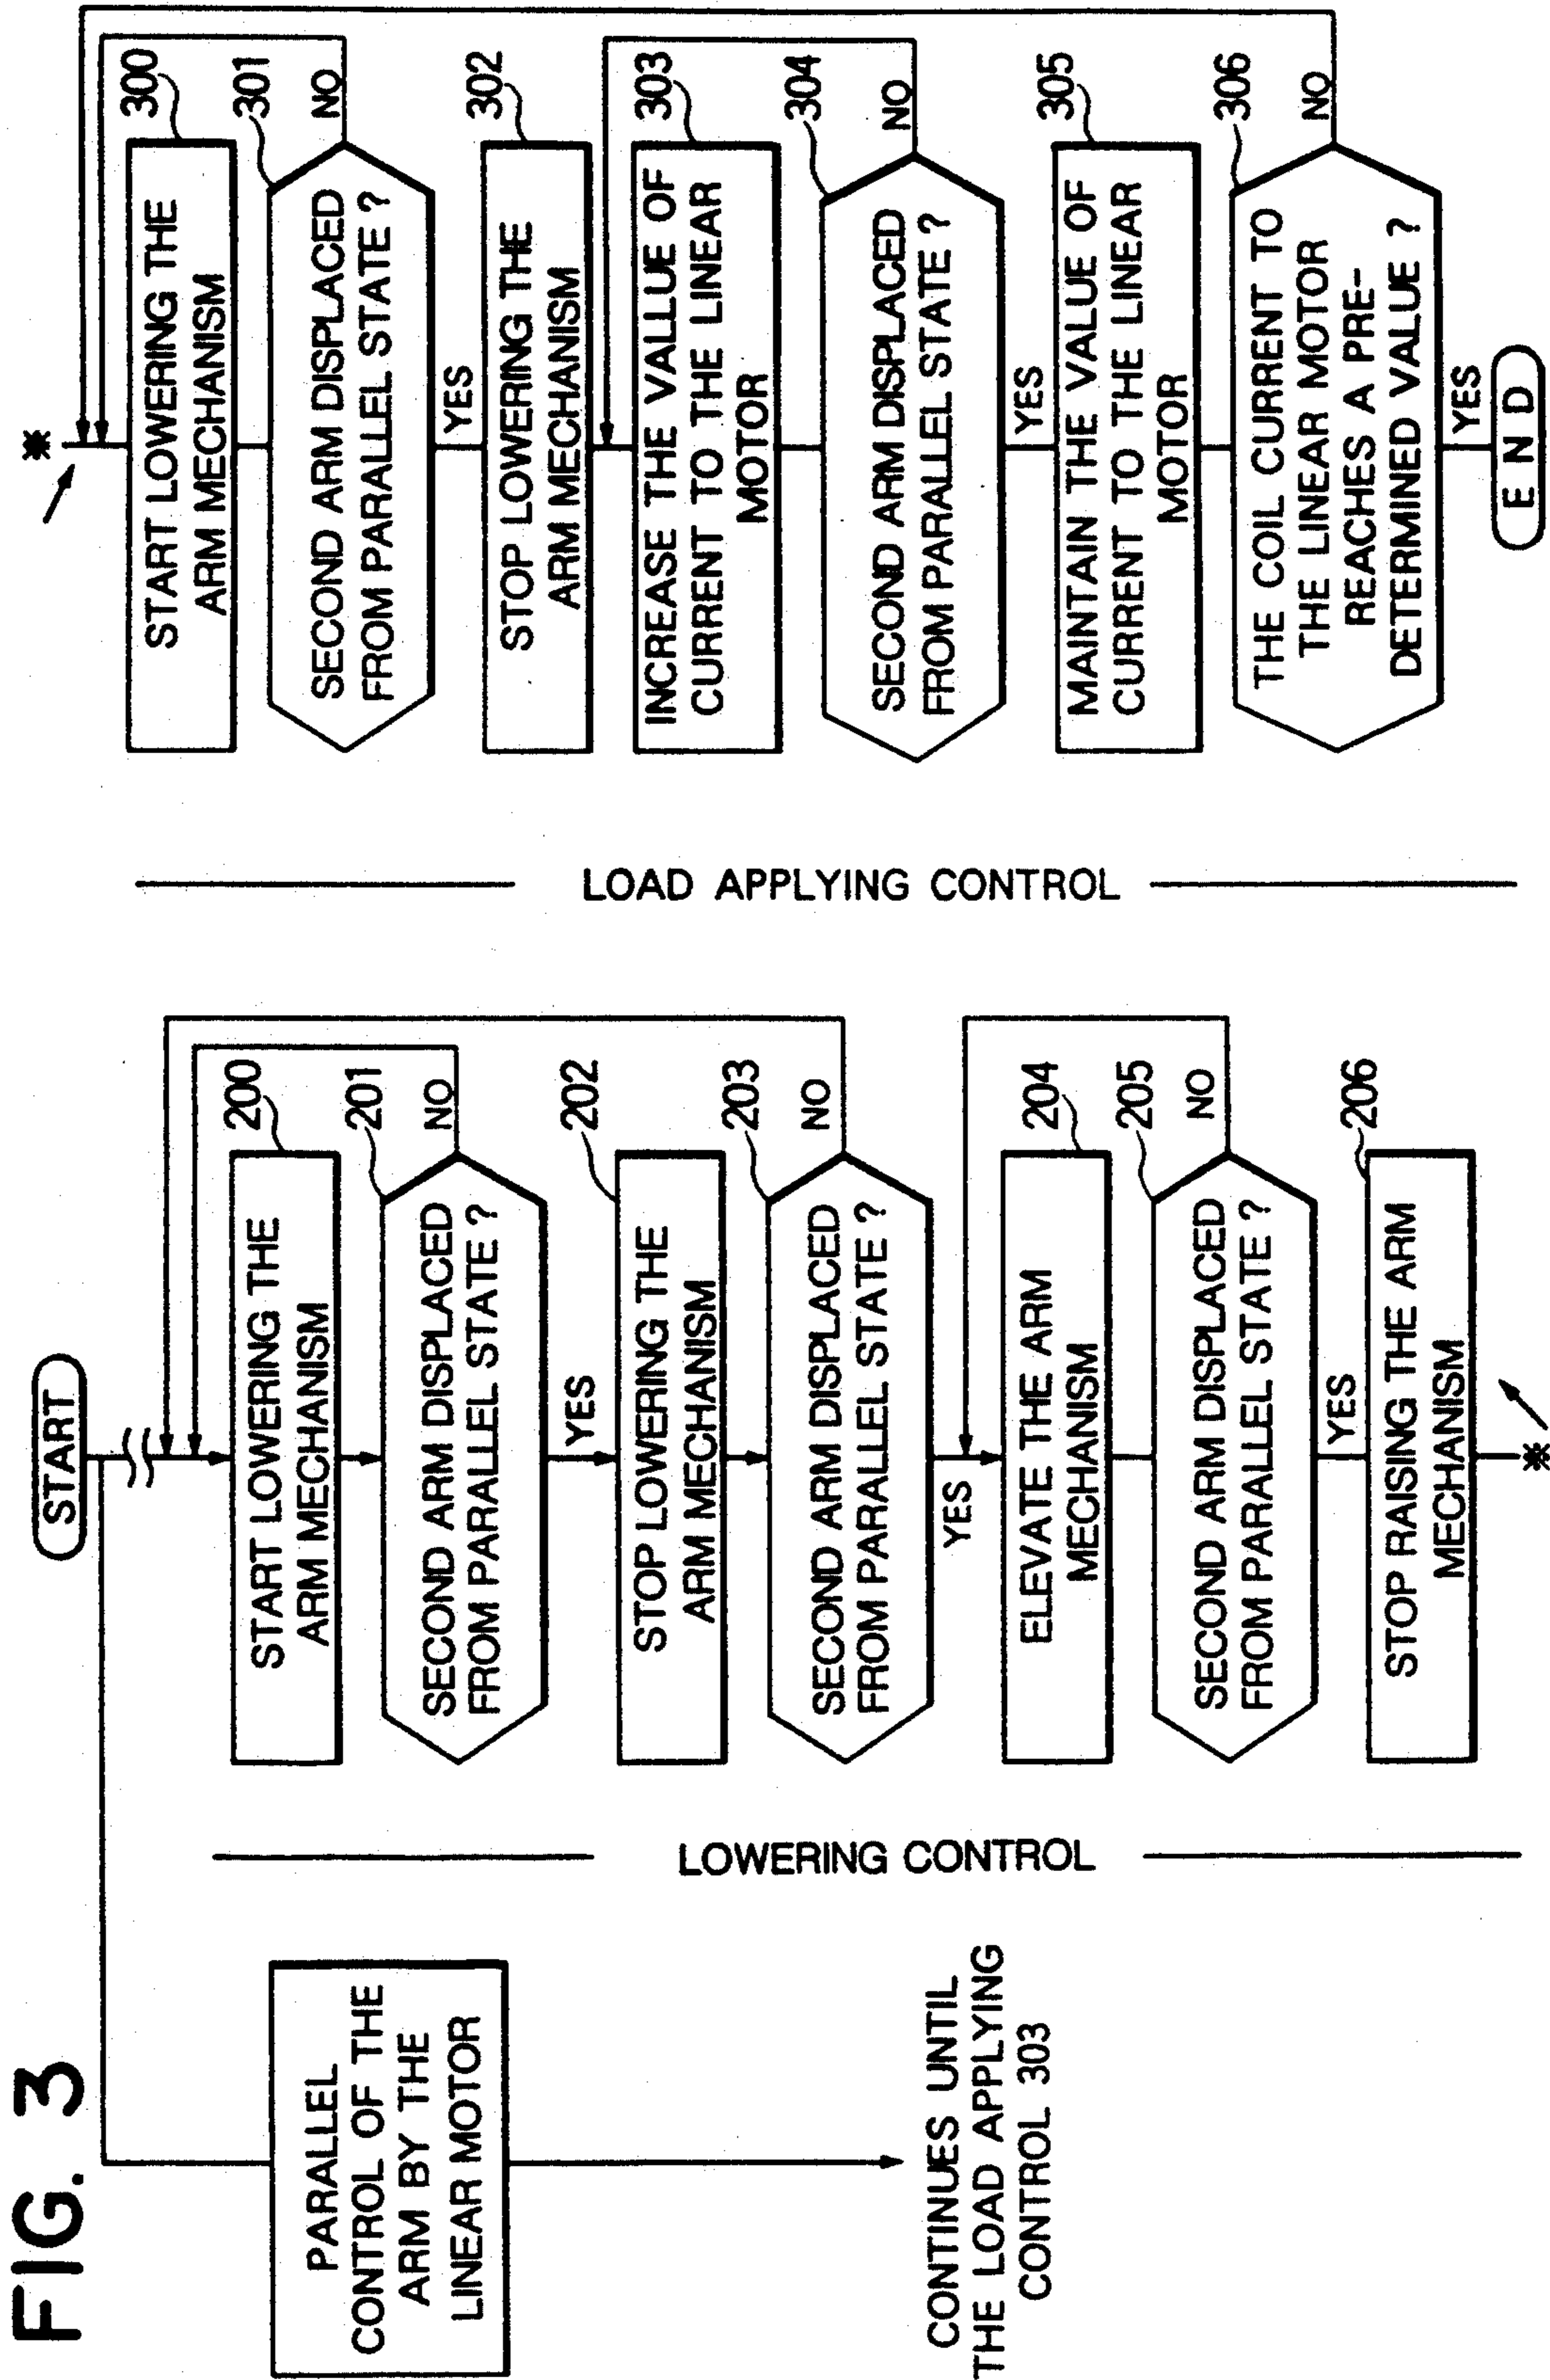 FIG. 3
START
PARALLEL
CONTROL OF THE
ARM BY THE
LINEAR MOTOR
CONTINUES UNTIL
THE LOAD APPLYING
CONTROL 303
LOWERING CONTROL
200
START LOWERING THE
ARM MECHANISM
201
SECOND ARM DISPLACED
FROM PARALLEL STATE ?
NO
YES
202
STOP LOWERING THE
ARM MECHANISM
203
SECOND ARM DISPLACED
FROM PARALLEL STATE ?
NO
YES
204
ELEVATE THE ARM
MECHANISM
205
SECOND ARM DISPLACED
FROM PARALLEL STATE ?
NO
YES
206
STOP RAISING THE ARM
MECHANISM
※
LOAD APPLYING CONTROL
※
300
START LOWERING THE
ARM MECHANISM
301
SECOND ARM DISPLACED
FROM PARALLEL STATE ?
NO
YES
302
STOP LOWERING THE
ARM MECHANISM
303
INCREASE THE VALLUE OF
CURRENT TO THE LINEAR
MOTOR
304
SECOND ARM DISPLACED
FROM PARALLEL STATE ?
NO
YES
305
MAINTAIN THE VALUE OF
CURRENT TO THE LINEAR
MOTOR
306
THE COIL CURRENT TO
THE LINEAR MOTOR
REACHES A PRE-
DETERMINED VALUE ?
NO
YES
END